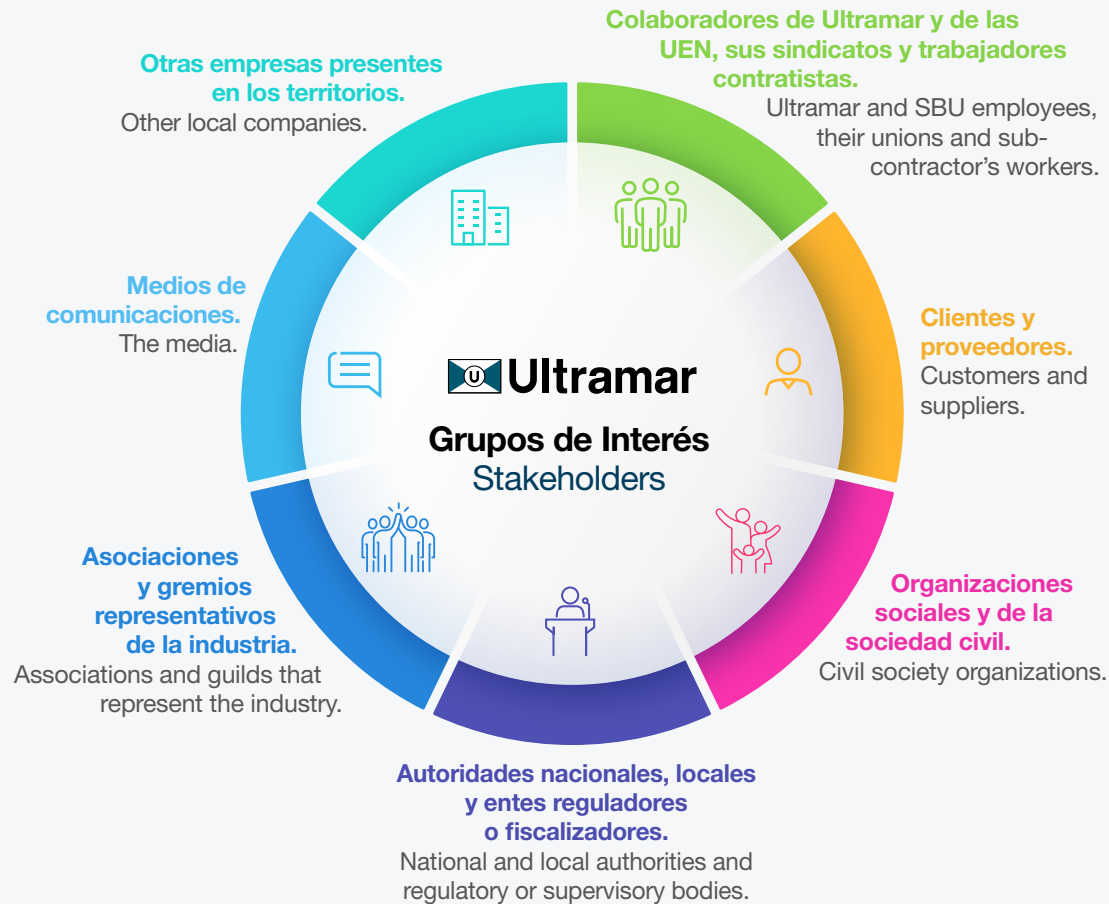 Colaboradores de Ultramar y de las
UEN, sus sindicatos y trabajadores
contratistas.
Ultramar and SBU employees,
their unions and sub-
contractor's workers.
Otras empresas presentes
en los territorios.
Other local companies.
Medios de
comunicaciones.
The media.
Clientes y
proveedores.
Customers and
suppliers.
U Ultramar
Grupos de Interés
Stakeholders
Asociaciones
y gremios
representativos
de la industria.
Associations and guilds that
represent the industry.
Organizaciones
sociales y de la
sociedad civil.
Civil society organizations.
Autoridades nacionales, locales
y entes reguladores
o fiscalizadores.
National and local authorities and
regulatory or supervisory bodies.